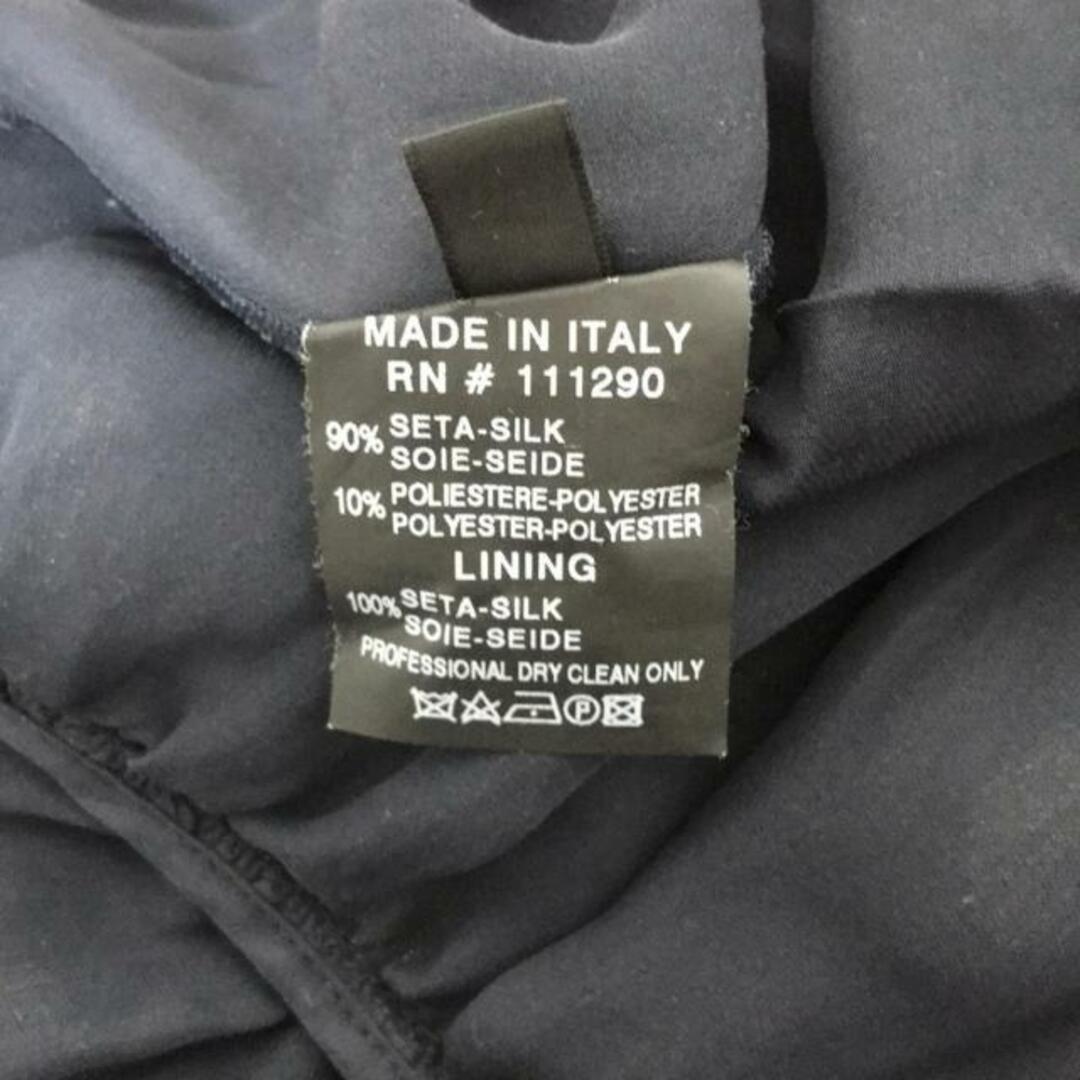 MADE IN ITALY
RN # 111290
90% SETA-SILK
SOIE-SEIDE
10% POLIESTERE-POLYESTER
POLYESTER-POLYESTER
LINING
100% SETA-SILK
SOIE-SEIDE
PROFESSIONAL DRY CLEAN ONLY
P